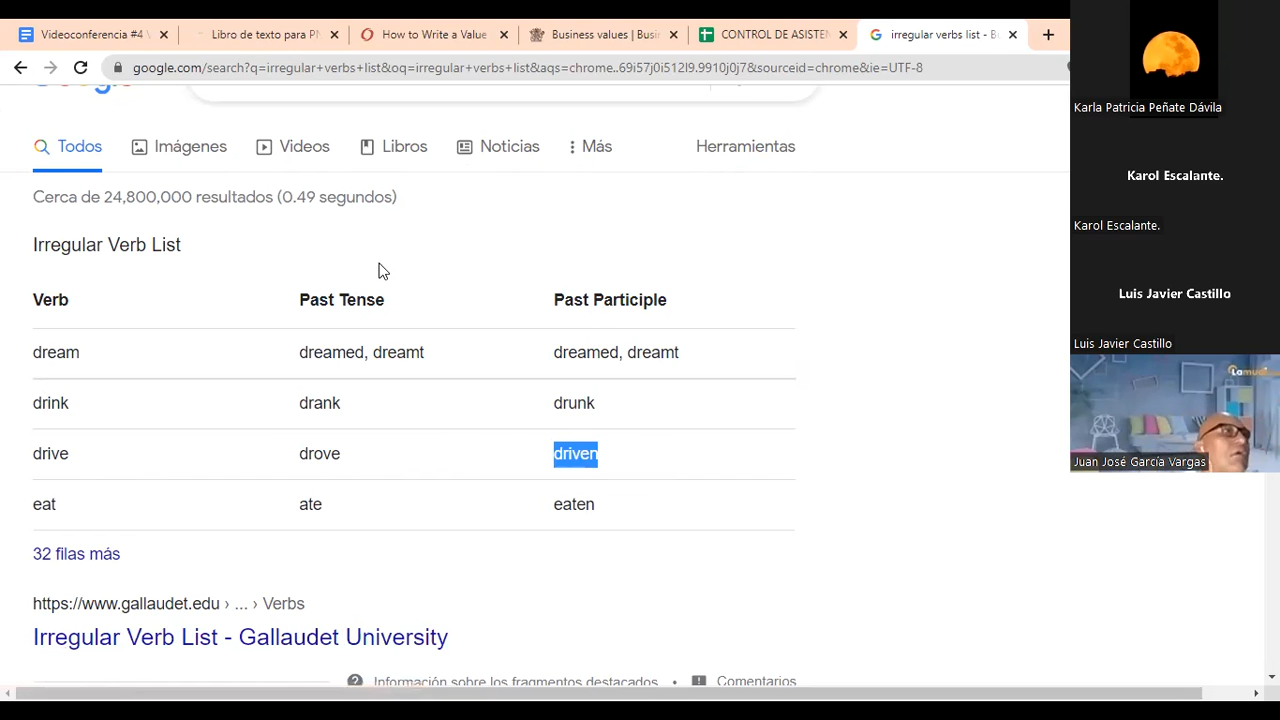 Videoconferencia #4 \
Libro de texto para PN
How to Write a Value
Business values | Busi
CONTROL DE ASISTEN
irregular verbs list - B
google.com/search?q=irregular+verbs+list&oq=irregular+verbs+list&aqs=chrome..69i57j0i512l9.9910j0j7&sourceid=chrome&ie=UTF-8
Todos
Imágenes
Videos
Libros
Noticias
Más
Herramientas
Cerca de 24,800,000 resultados (0.49 segundos)
Irregular Verb List
Verb Past Tense Past Participle
dream dreamed, dreamt dreamed, dreamt
drink drank drunk
drive drove driven
eat ate eaten
32 filas más
https://www.gallaudet.edu › ... › Verbs
Irregular Verb List - Gallaudet University
Información sobre los fragmentos destacados • Comentarios
Karla Patricia Peñate Dávila
Karol Escalante.
Karol Escalante.
Luis Javier Castillo
Luis Javier Castillo
Juan José García Vargas